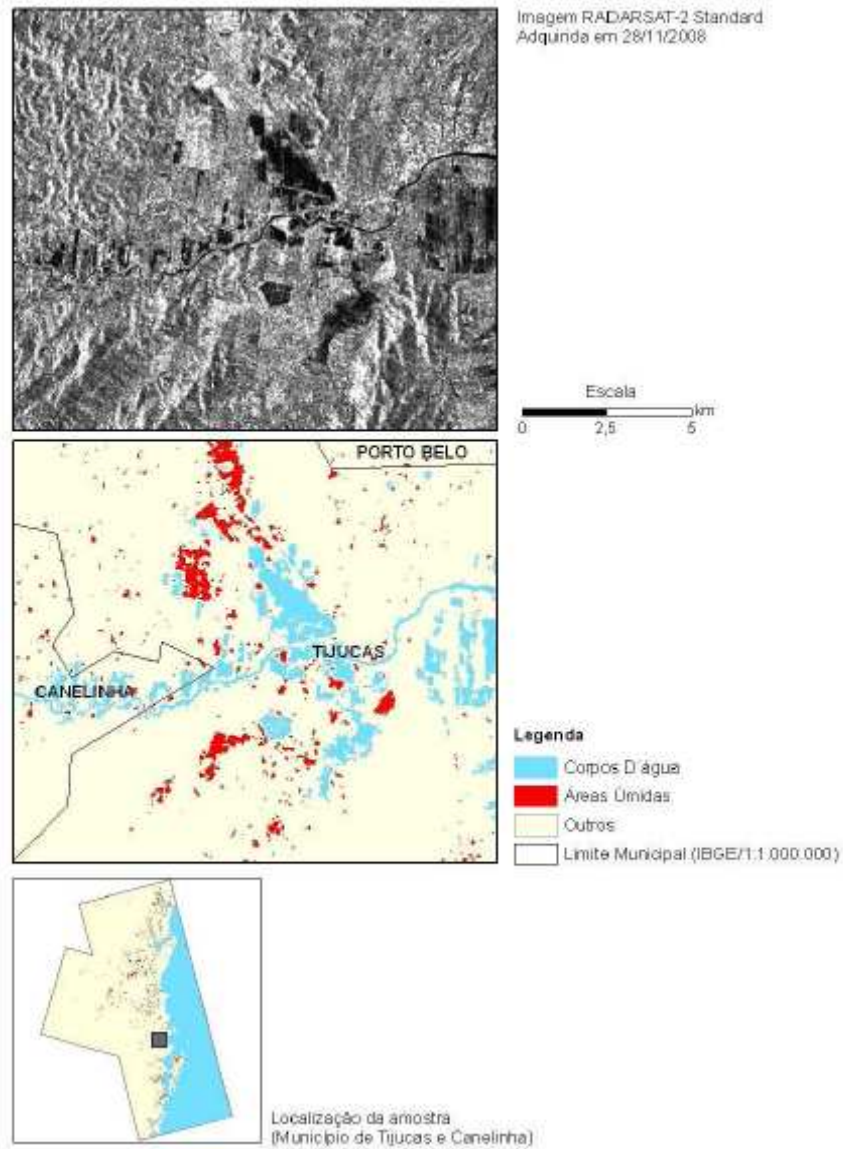 Imagem RADARSAT-2 Standard
Adquirida em 28/11/2008
Escala
km
0 2,5 5
PORTO BELO
TIJUCAS
CANELINHA
Legenda
Corpos D'água
Áreas Úmidas
Outros
Limite Municipal (IBGE/1:1.000.000)
Localização da amostra
(Município de Tijucas e Canelinha)